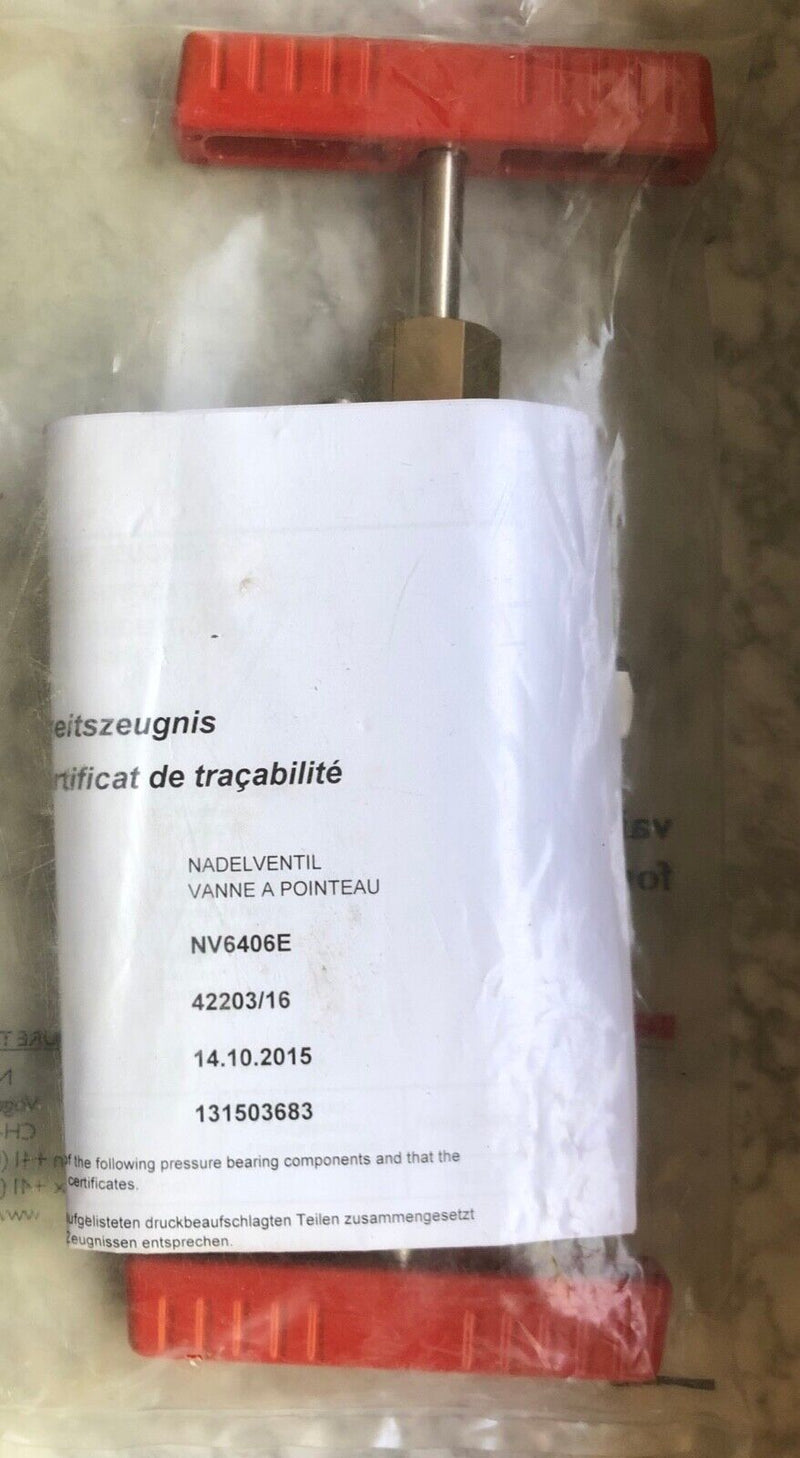 eitszeugnis
rtificat de traçabilité
NADELVENTIL
VANNE A POINTEAU
NV6406E
42203/16
14.10.2015
131503683
of the following pressure bearing components and that the
certificates.
ufgelisteten druckbeaufschlagten Teilen zusammengesetzt
Zeugnissen entsprechen.